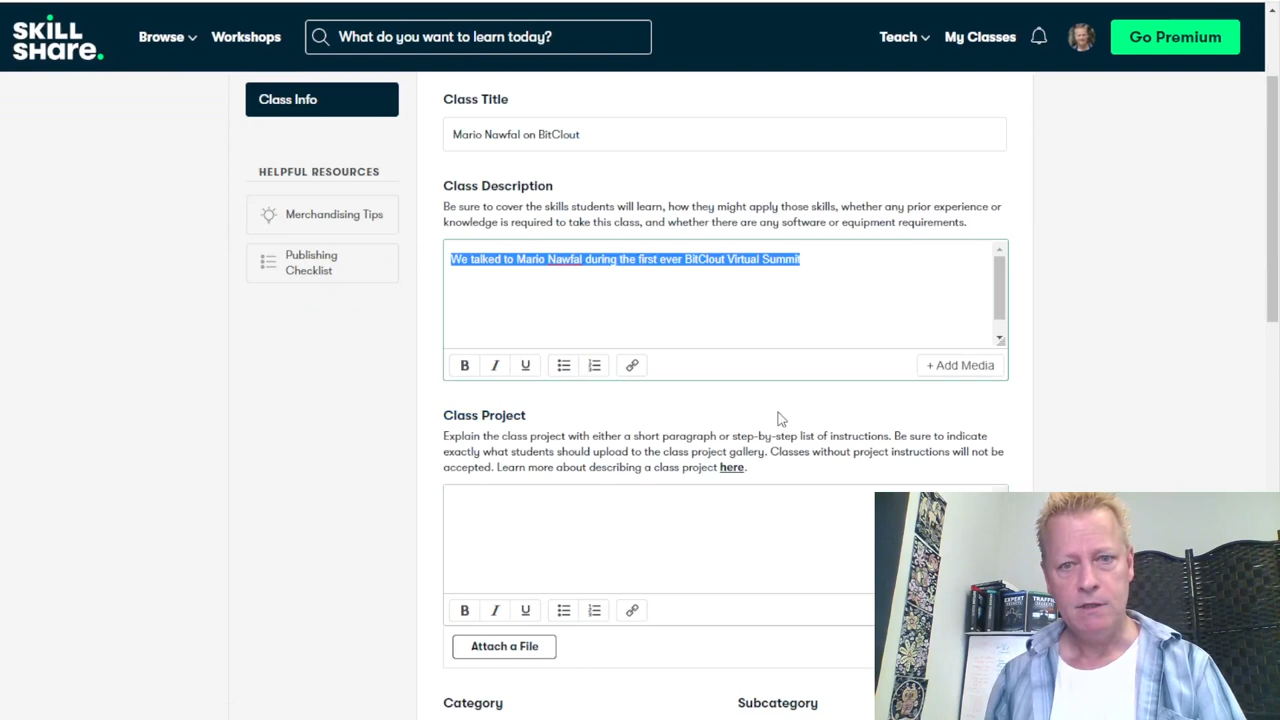 SKILL
SHARE.
Browse
Workshops
What do you want to learn today?
Teach
My Classes
Go Premium
Class Info
HELPFUL RESOURCES
Merchandising Tips
Publishing
Checklist
Class Title
Mario Nawfal on BitClout
Class Description
Be sure to cover the skills students will learn, how they might apply those skills, whether any prior experience or
knowledge is required to take this class, and whether there are any software or equipment requirements.
We talked to Mario Nawfal during the first ever BitClout Virtual Summit
B I U
+ Add Media
Class Project
Explain the class project with either a short paragraph or step-by-step list of instructions. Be sure to indicate
exactly what students should upload to the class project gallery. Classes without project instructions will not be
accepted. Learn more about describing a class project here.
B I U
Attach a File
Category
Subcategory
EXPERT
SECRETS
TRAFFIC
SECRETS